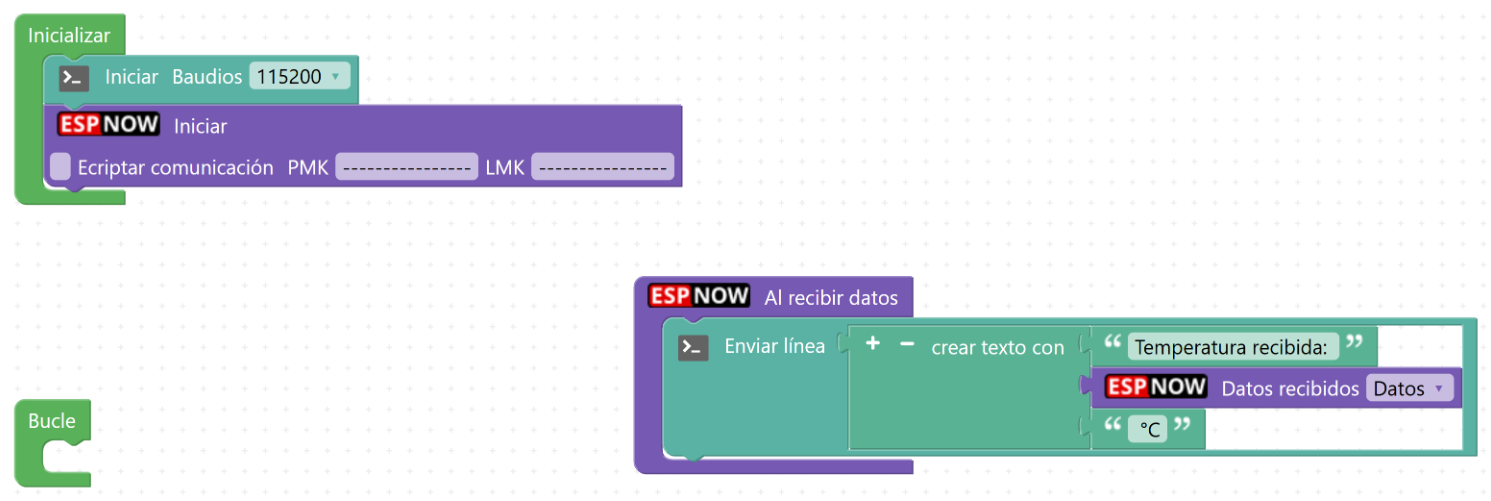 Inicializar
>_ Iniciar Baudios 115200
ESPNOW Iniciar
Ecriptar comunicación PMK ---------------- LMK ----------------
ESPNOW Al recibir datos
>_ Enviar línea + - crear texto con “ Temperatura recibida: ”
ESPNOW Datos recibidos Datos
“ °C ”
Bucle